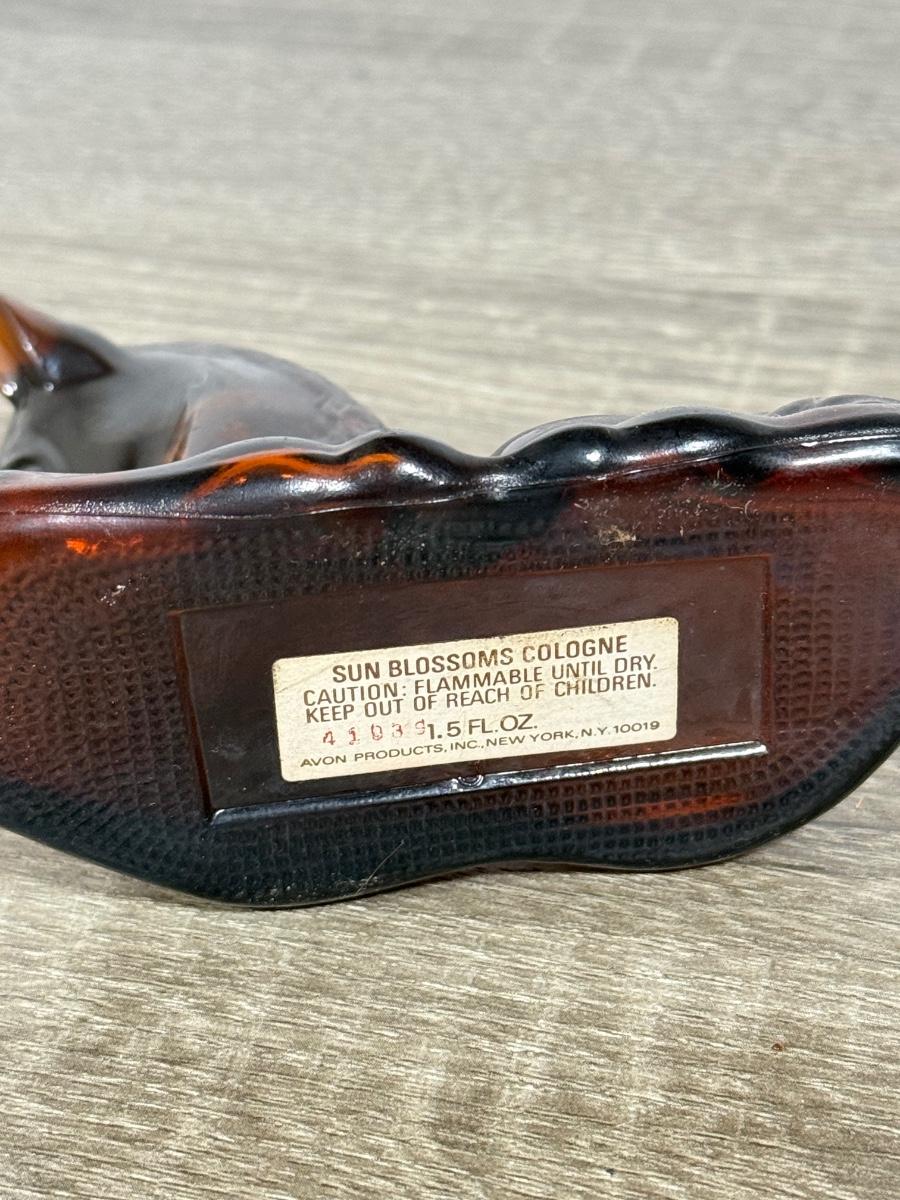 SUN BLOSSOMS COLOGNE
CAUTION: FLAMMABLE UNTIL DRY.
KEEP OUT OF REACH OF CHILDREN.
1.5 FL.OZ.
AVON PRODUCTS, INC., NEW YORK, N.Y. 10019